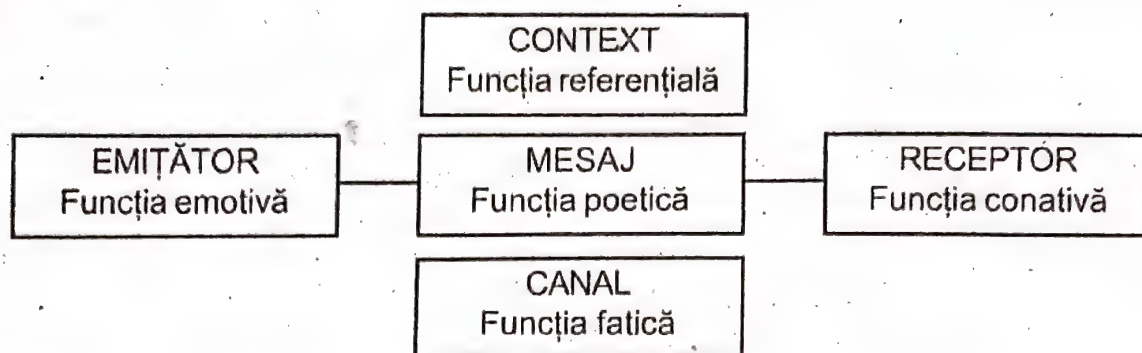 CONTEXT
Funcția referențială
EMIȚĂTOR
Funcția emotivă
MESAJ
Funcția poetică
RECEPTOR
Funcția conativă
CANAL
Funcția fatică